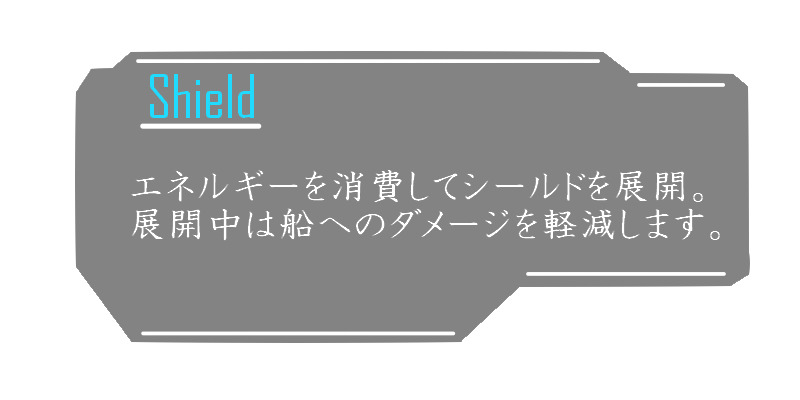 Shield
エネルギーを消費してシールドを展開。
展開中は船へのダメージを軽減します。